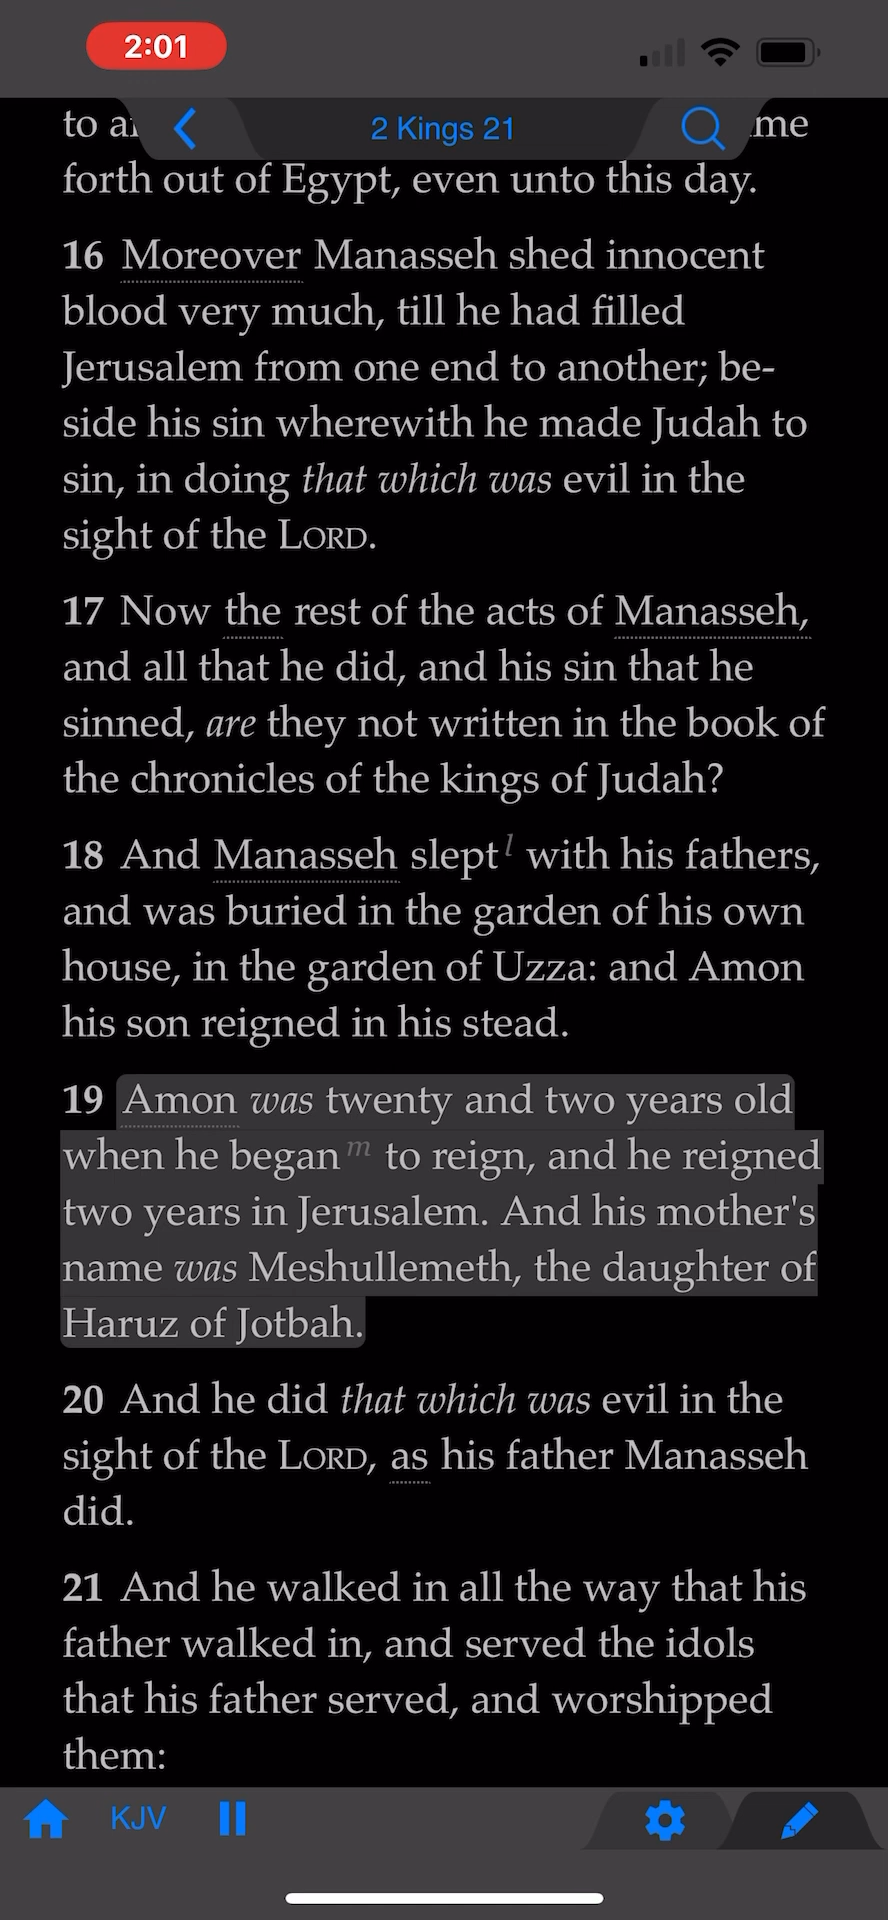 2:01
2 Kings 21
to me
forth out of Egypt, even unto this day.
16 Moreover Manasseh shed innocent
blood very much, till he had filled
Jerusalem from one end to another; be-
side his sin wherewith he made Judah to
sin, in doing that which was evil in the
sight of the LORD.
17 Now the rest of the acts of Manasseh,
and all that he did, and his sin that he
sinned, are they not written in the book of
the chronicles of the kings of Judah?
18 And Manasseh slept l with his fathers,
and was buried in the garden of his own
house, in the garden of Uzza: and Amon
his son reigned in his stead.
19 Amon was twenty and two years old
when he began m to reign, and he reigned
two years in Jerusalem. And his mother's
name was Meshullemeth, the daughter of
Haruz of Jotbah.
20 And he did that which was evil in the
sight of the LORD, as his father Manasseh
did.
21 And he walked in all the way that his
father walked in, and served the idols
that his father served, and worshipped
them:
KJV